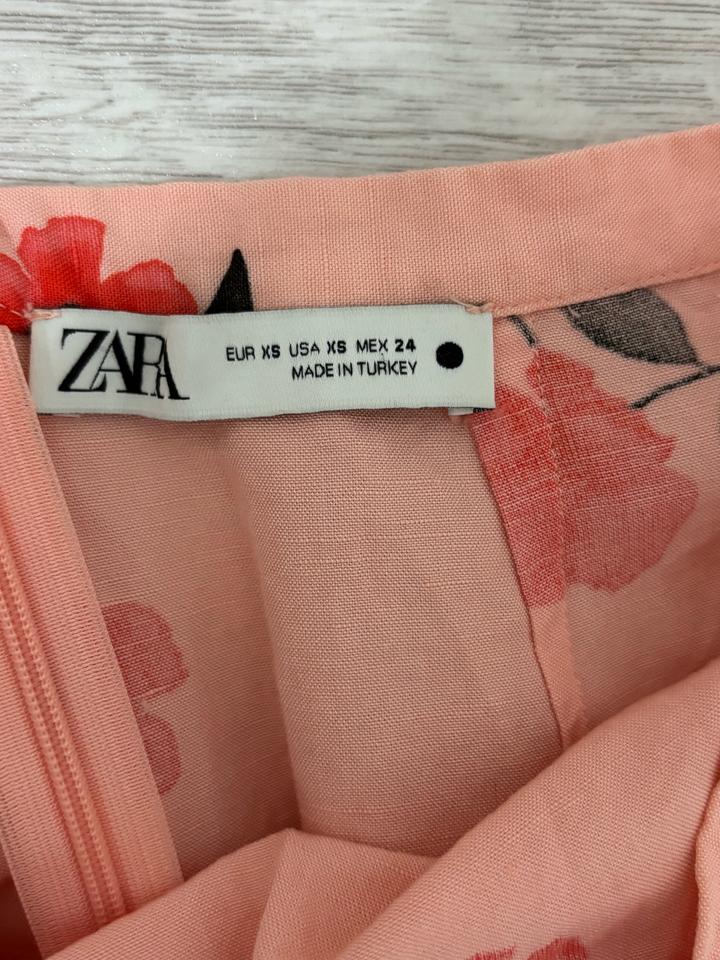 ZARA
EUR XS USA XS MEX 24
MADE IN TURKEY